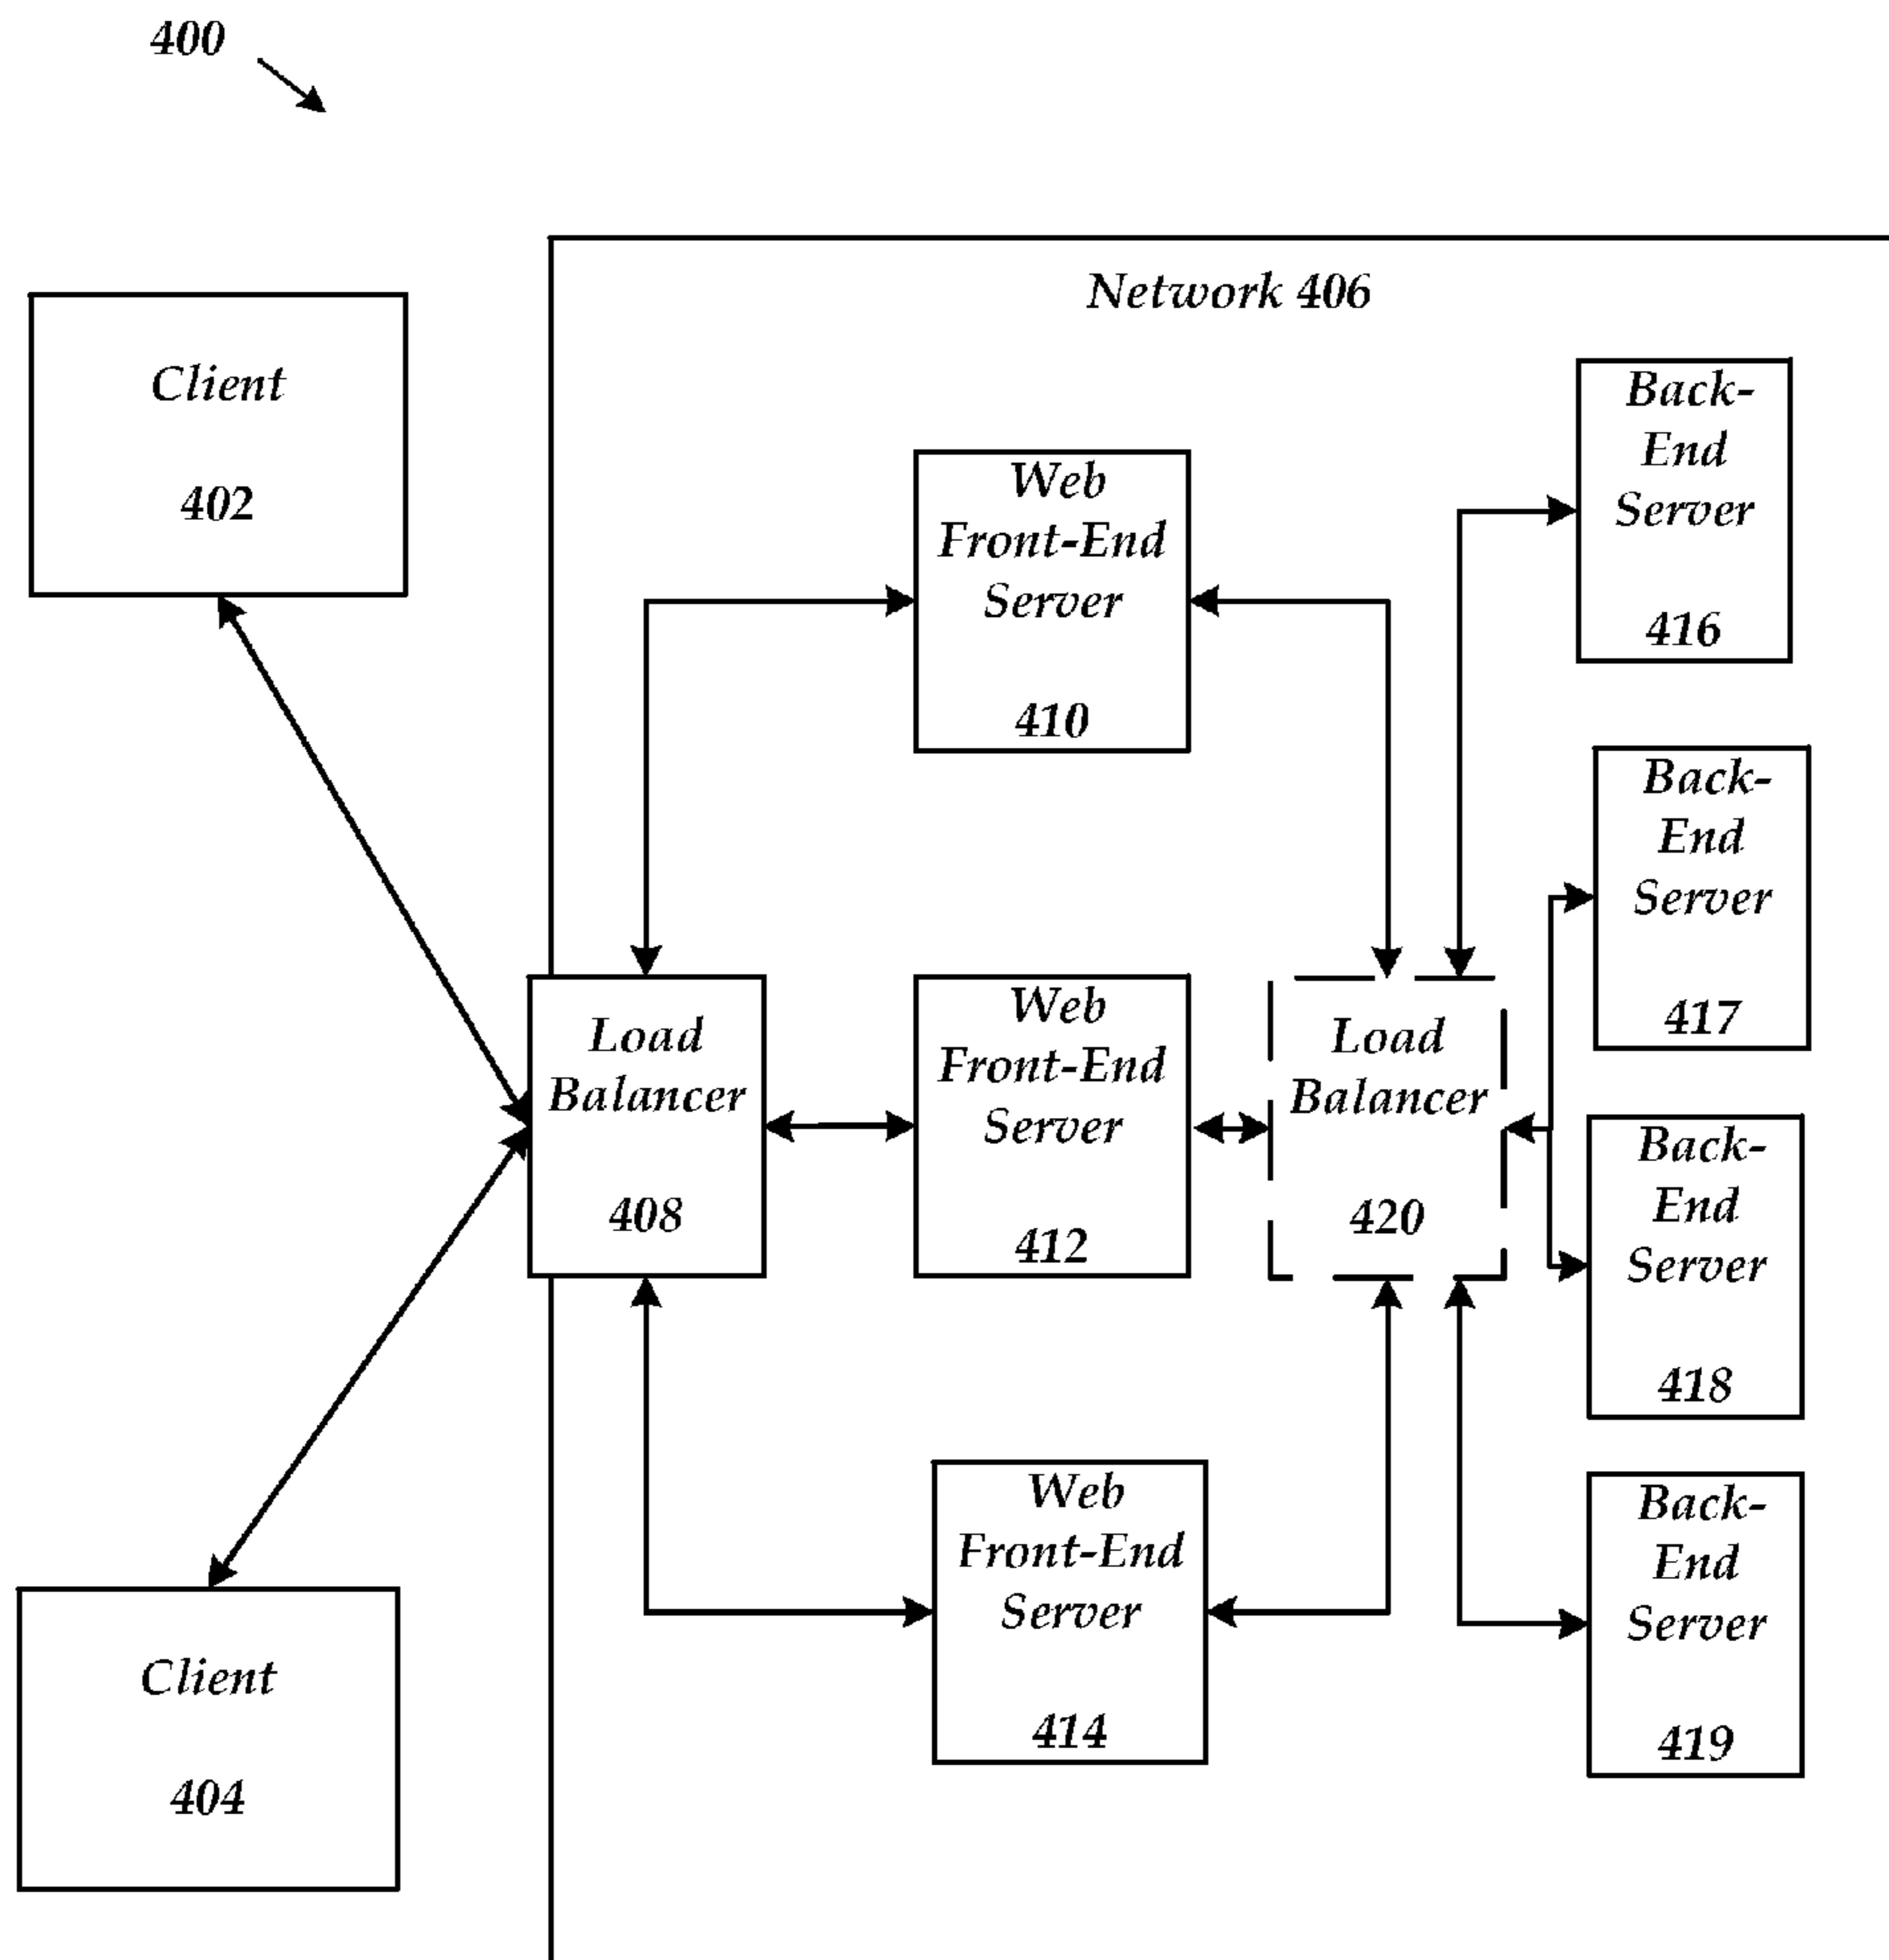 400
Network 406
Client
402
Back-
End
Server
416
Web
Front-End
Server
410
Back-
End
Server
417
Load
Balancer
408
Web
Front-End
Server
412
Load
Balancer
420
Back-
End
Server
418
Web
Front-End
Server
414
Back-
End
Server
419
Client
404